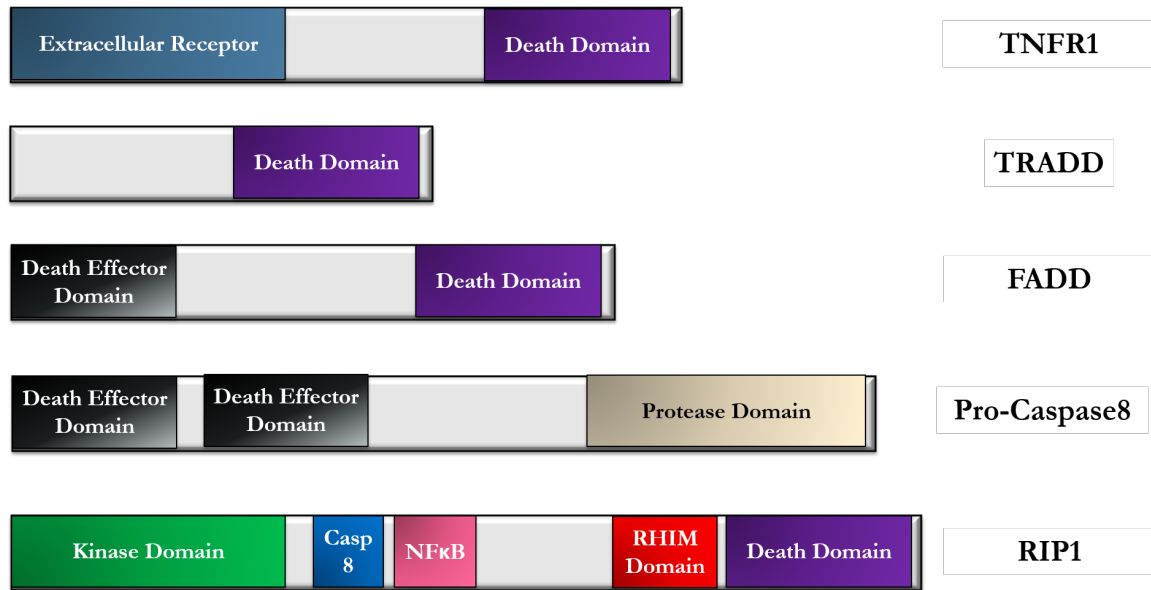 Extracellular Receptor
Death Domain
TNFR1
Death Domain
TRADD
Death Effector
Domain
Death Domain
FADD
Death Effector
Domain
Death Effector
Domain
Protease Domain
Pro-Caspase8
Kinase Domain
Casp
8
NFκB
RHIM
Domain
Death Domain
RIP1